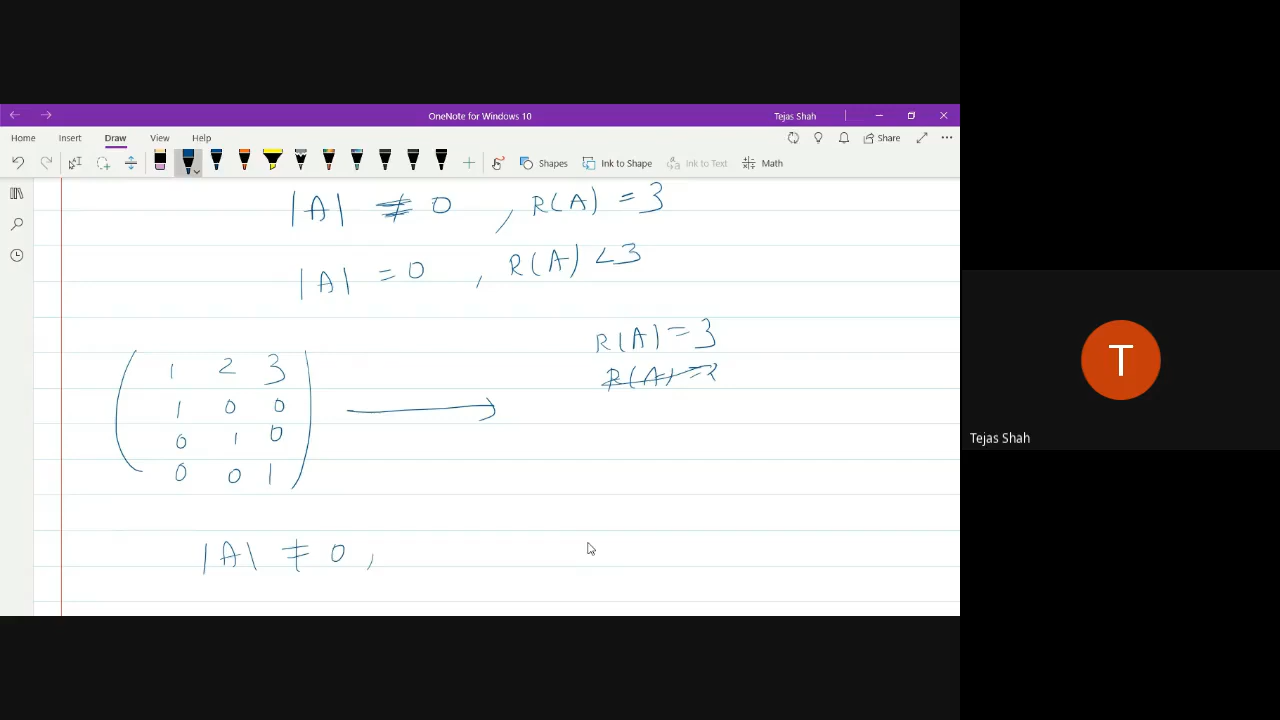 OneNote for Windows 10
Tejas Shah
Home Insert Draw View Help
Share
Shapes Ink to Shape Ink to Text Math
|A| ≠ 0 , R(A) = 3
|A| = 0 , R(A) < 3
R(A) = 3
R(A) = 2
1 2 3
1 0 0
0 1 0
0 0 1
|A| ≠ 0 ,
T
Tejas Shah